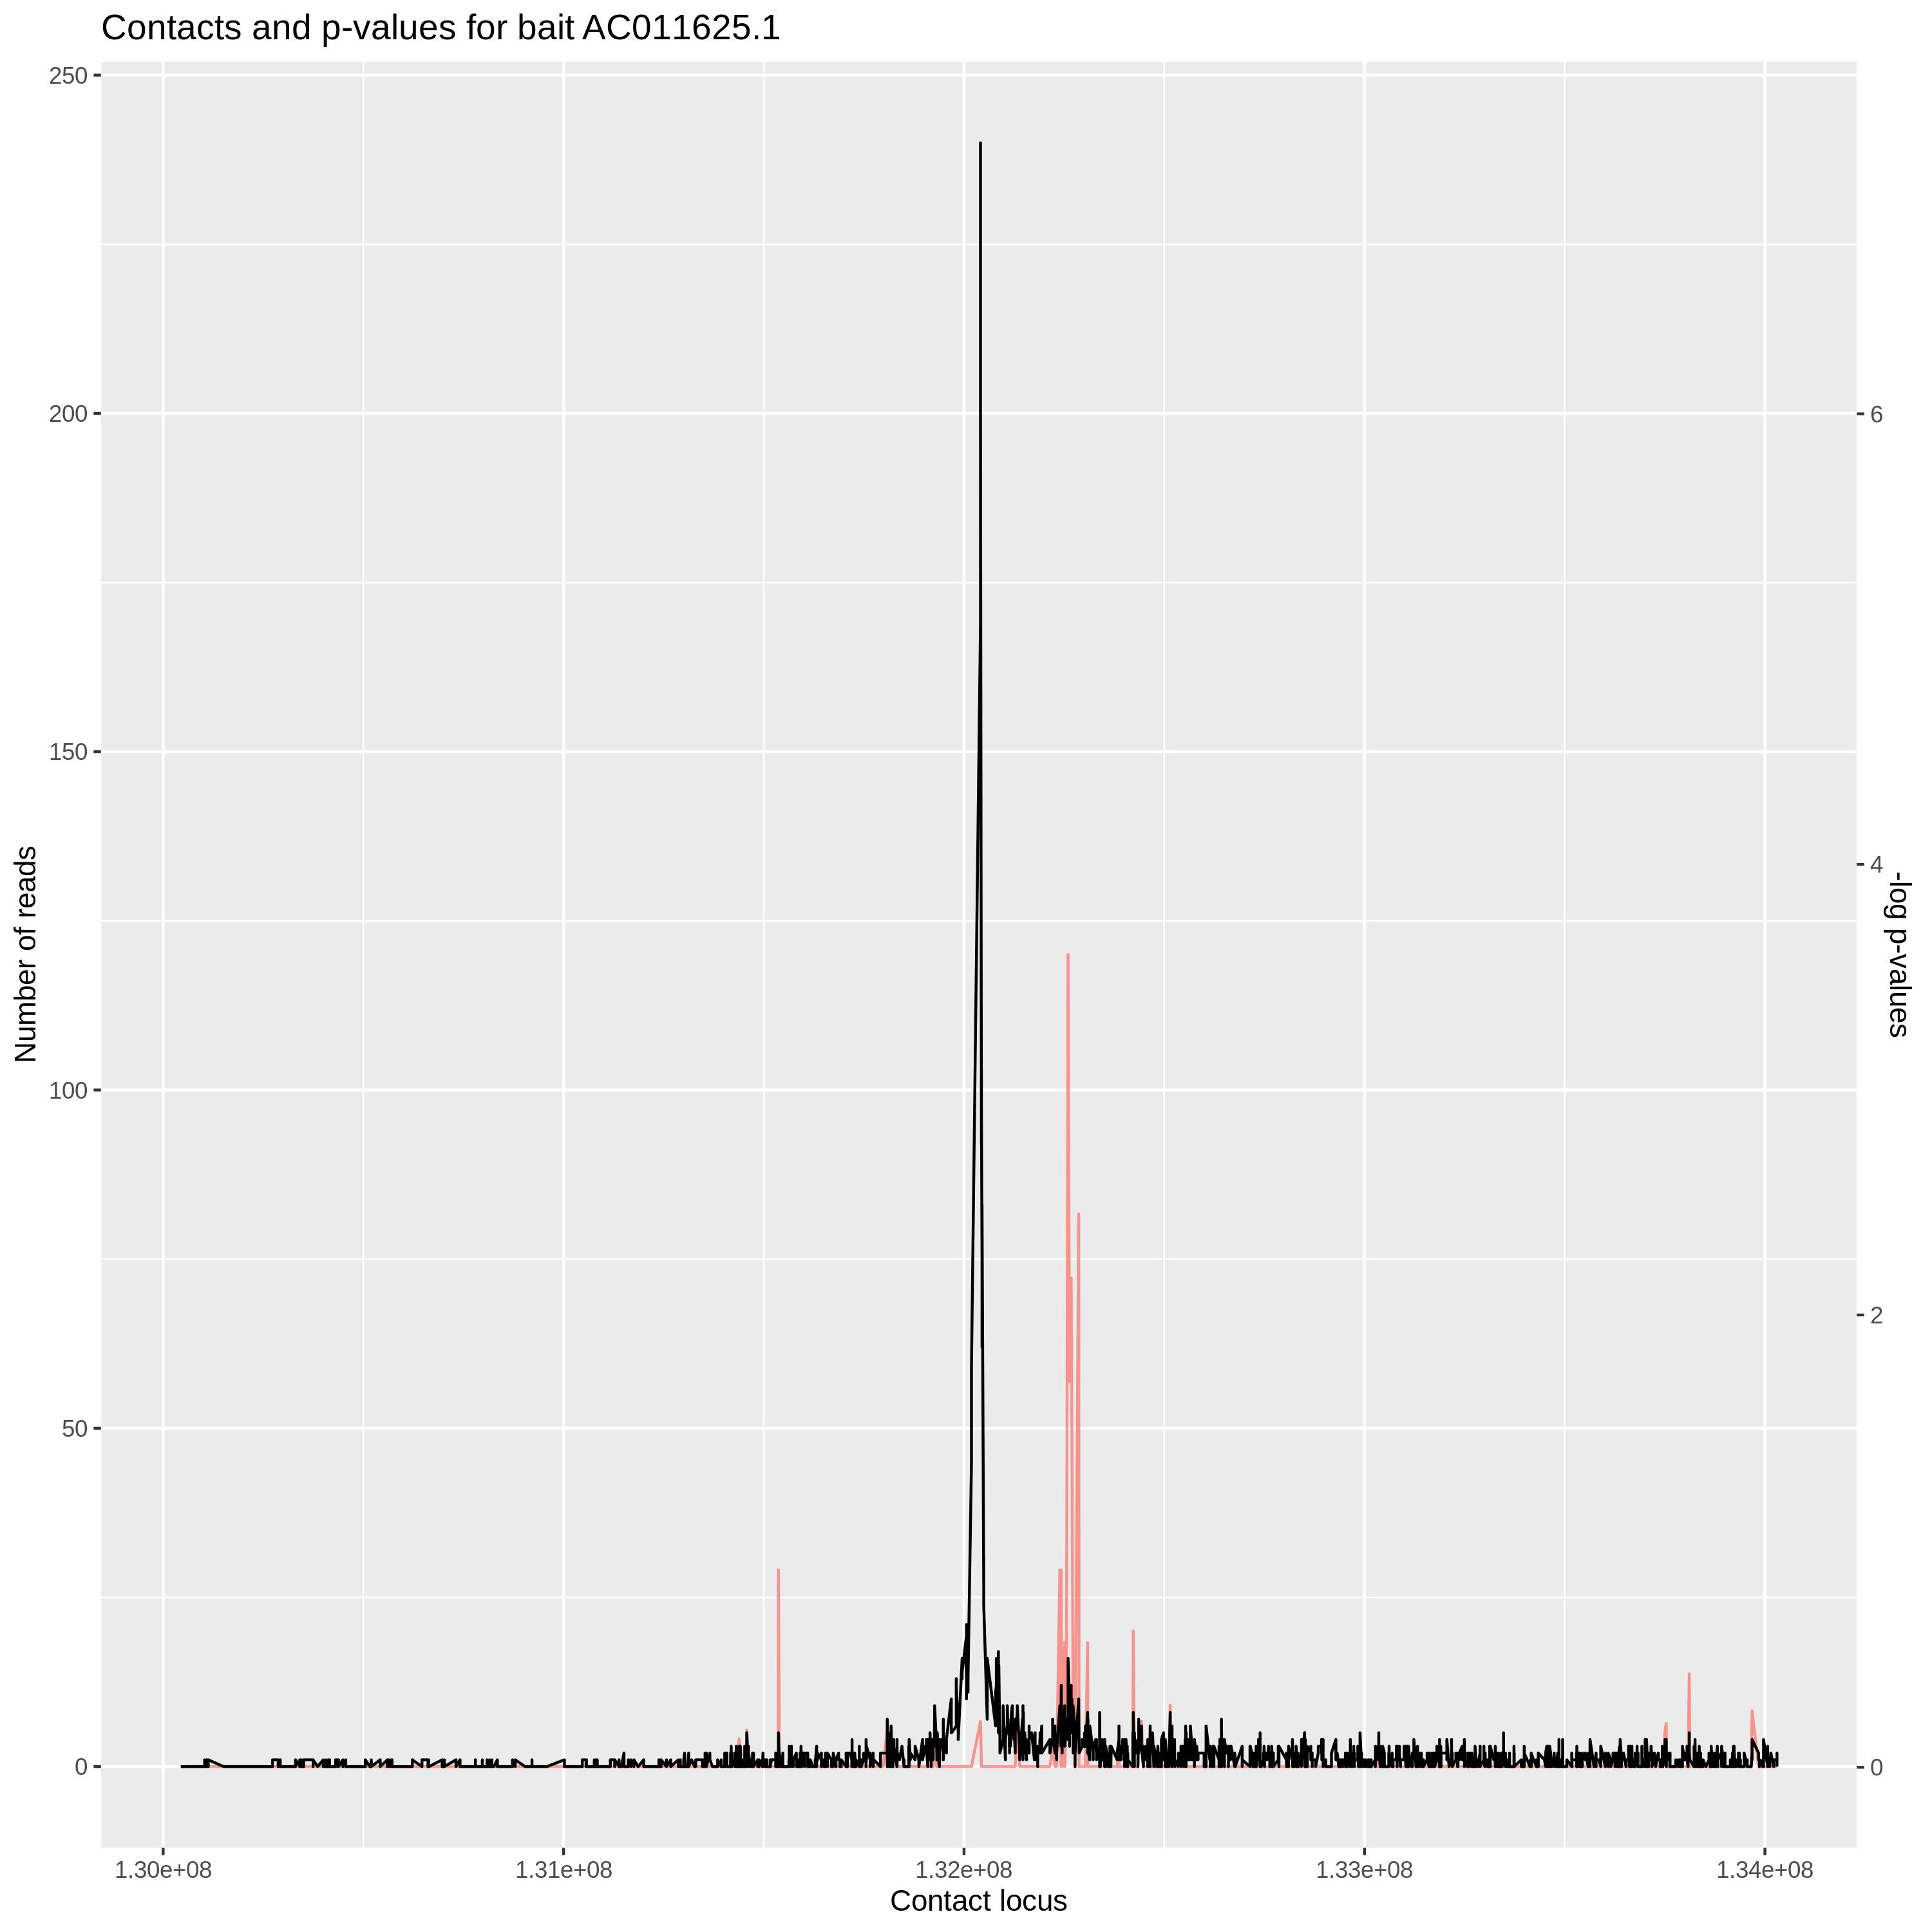 Contacts and p-values for bait AC011625.1
250
200
150
100
50
0
Number of reads
6
4
2
0
-log p-values
1.30e+08 1.31e+08 1.32e+08 1.33e+08 1.34e+08
Contact locus